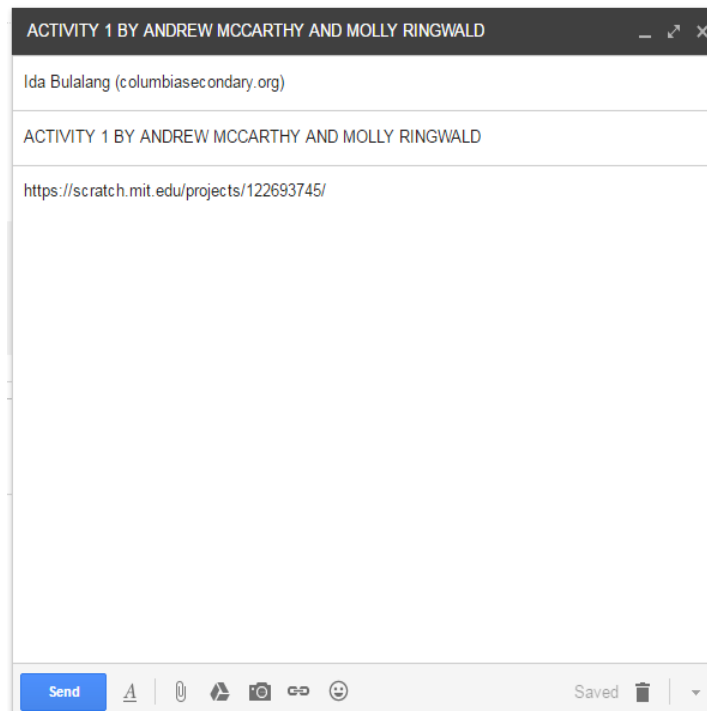 ACTIVITY 1 BY ANDREW MCCARTHY AND MOLLY RINGWALD
Ida Bulalang (columbiasecondary.org)
ACTIVITY 1 BY ANDREW MCCARTHY AND MOLLY RINGWALD
https://scratch.mit.edu/projects/122693745/
Send A Saved